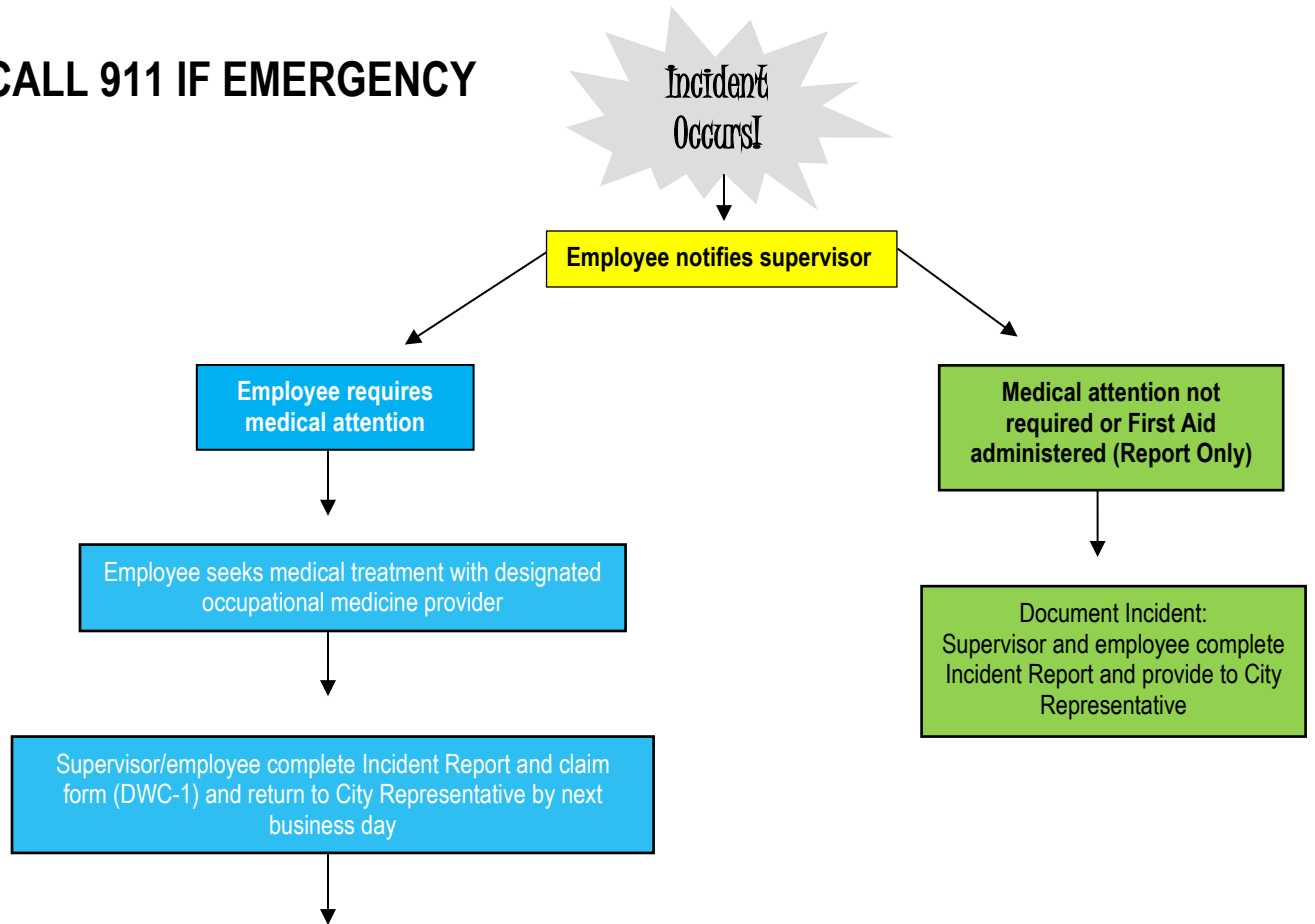 CALL 911 IF EMERGENCY
Incident
Occurs!
Employee notifies supervisor
Employee requires
medical attention
Medical attention not
required or First Aid
administered (Report Only)
Employee seeks medical treatment with designated
occupational medicine provider
Document Incident:
Supervisor and employee complete
Incident Report and provide to City
Representative
Supervisor/employee complete Incident Report and claim
form (DWC-1) and return to City Representative by next
business day